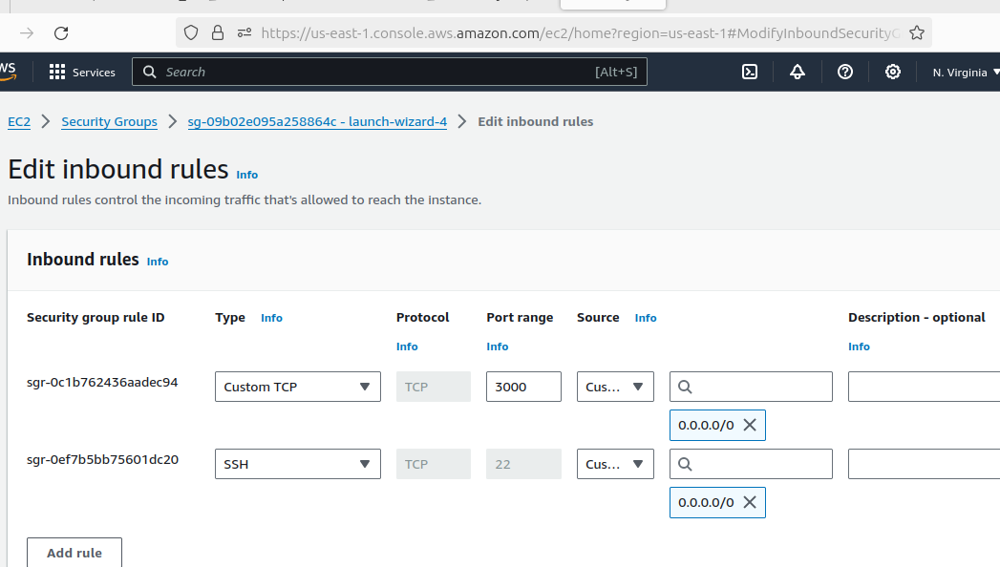 https://us-east-1.console.aws.amazon.com/ec2/home?region=us-east-1#ModifyInboundSecurityG
Services
Search
[Alt+S]
N. Virginia
EC2 > Security Groups > sg-09b02e095a258864c - launch-wizard-4 > Edit inbound rules
Edit inbound rules Info
Inbound rules control the incoming traffic that's allowed to reach the instance.
Inbound rules Info
Security group rule ID Type Info Protocol Port range Source Info Description - optional
Info Info Info
sgr-0c1b762436aadec94 Custom TCP TCP 3000 Cus...
0.0.0.0/0
sgr-0ef7b5bb75601dc20 SSH TCP 22 Cus...
0.0.0.0/0
Add rule